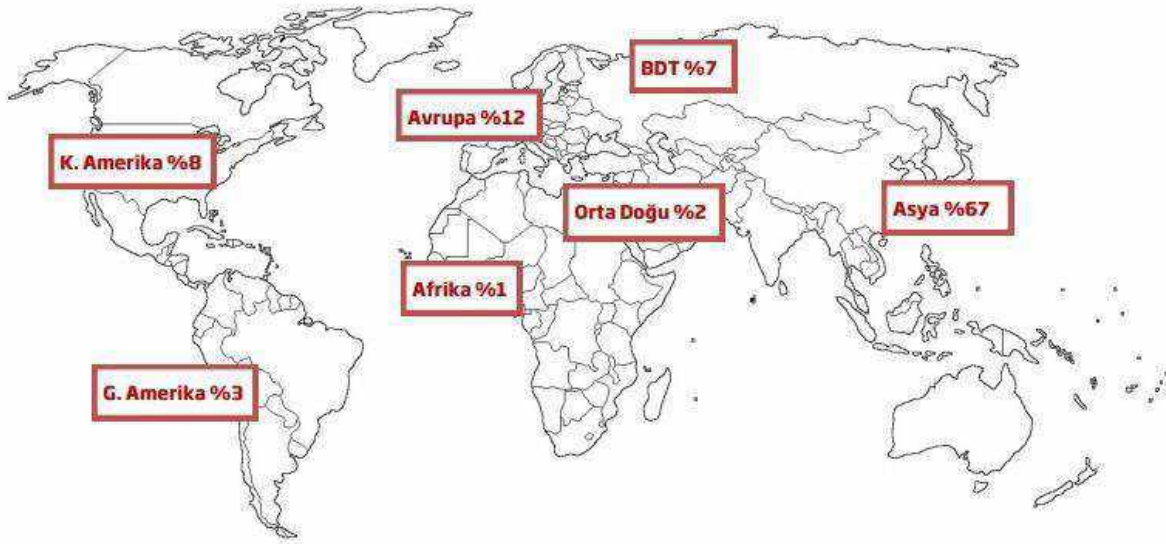 BDT %7
Avrupa %12
K. Amerika %8
Orta Doğu %2
Asya %67
Afrika %1
G. Amerika %3